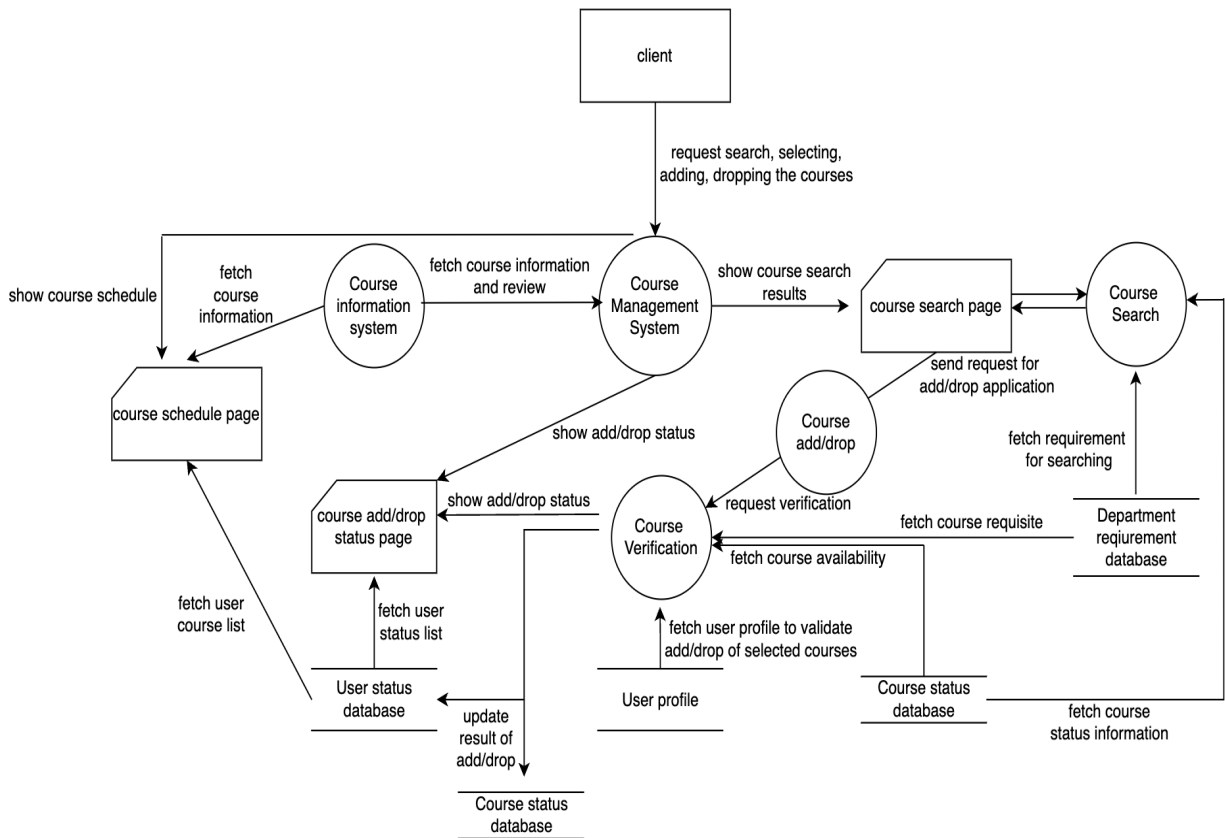 client
request search, selecting,
adding, dropping the courses
show course schedule
fetch
course
information
Course
information
system
fetch course information
and review
Course
Management
System
show course search
results
course search page
Course
Search
send request for
add/drop application
course schedule page
Course
add/drop
show add/drop status
fetch requirement
for searching
course add/drop
status page
show add/drop status
request verification
Course
Verification
fetch course requisite
fetch course availability
Department
reqiurement
database
fetch user
course list
fetch user
status list
fetch user profile to validate
add/drop of selected courses
User status
database
User profile
Course status
database
fetch course
status information
update
result of
add/drop
Course status
database